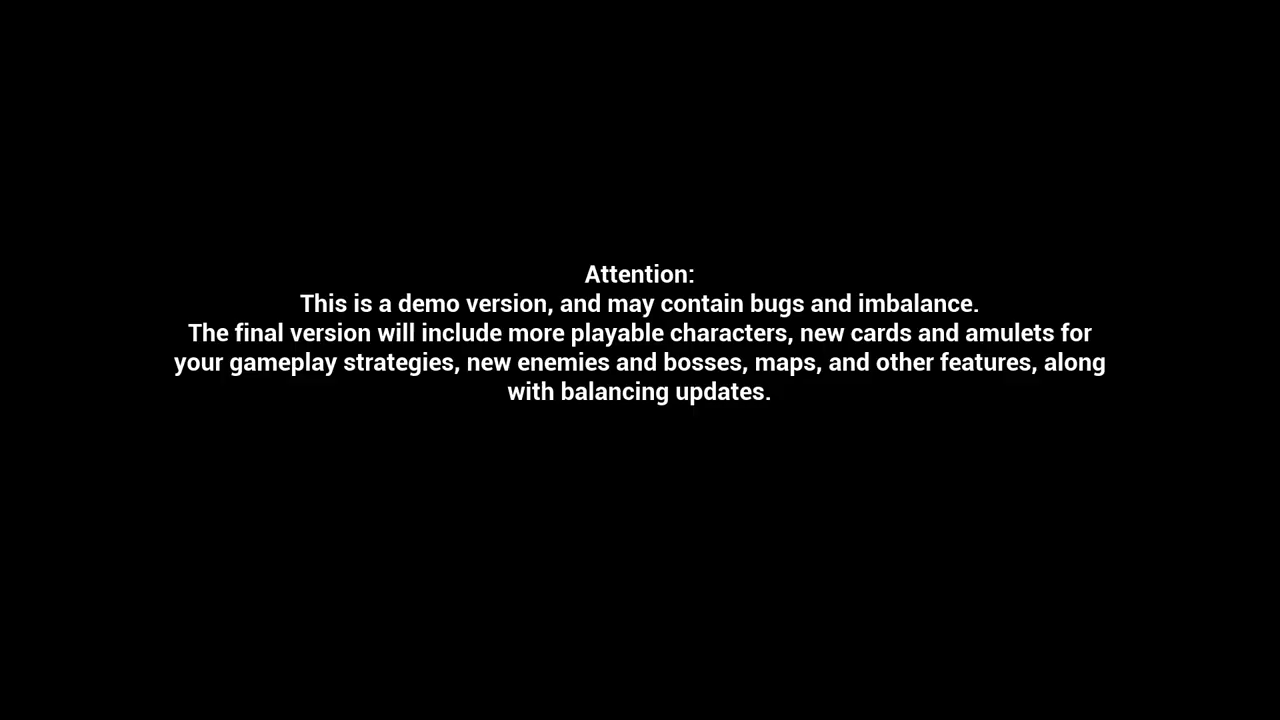 Attention:
This is a demo version, and may contain bugs and imbalance.
The final version will include more playable characters, new cards and amulets for
your gameplay strategies, new enemies and bosses, maps, and other features, along
with balancing updates.